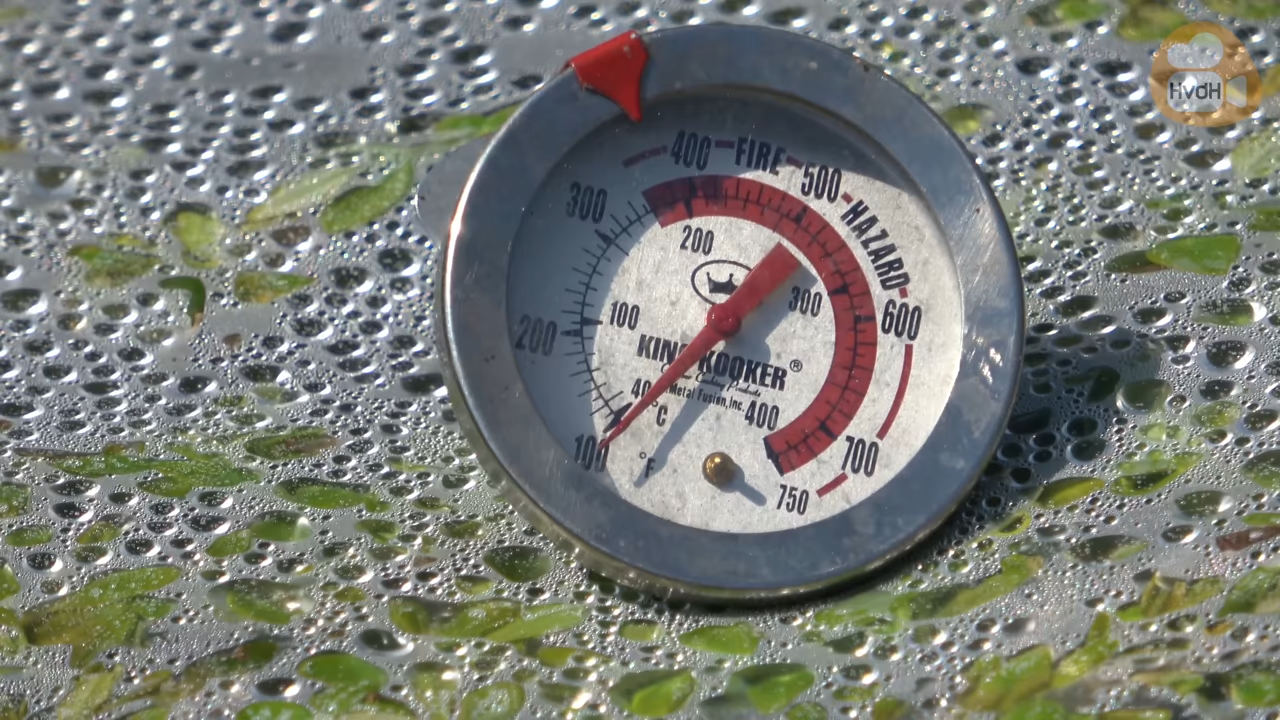 HvdH
400 FIRE 500 HAZARD 600 700 750
300
200
100 °F
200
100
300
40
°C
400
KING KOOKER ®
Metal Fusion, Inc.